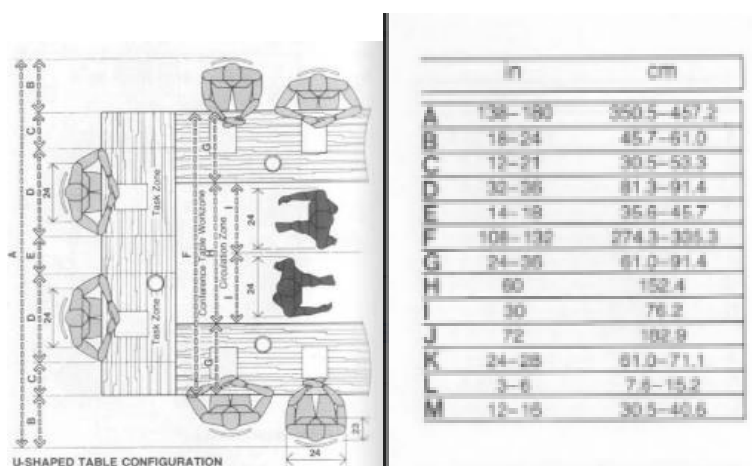 B
C
G
D
24
Task Zone
I
24
A
E
F
Conference Table Workzone
H
Circulation Zone
D
24
Task Zone
I
24
C
G
B
23
24
U-SHAPED TABLE CONFIGURATION
in cm
A 138–180 350.5–457.2
B 18–24 45.7–61.0
C 12–21 30.5–53.3
D 32–36 81.3–91.4
E 14–18 35.6–45.7
F 108–132 274.3–335.3
G 24–36 61.0–91.4
H 60 152.4
I 30 76.2
J 72 182.9
K 24–28 61.0–71.1
L 3–6 7.6–15.2
M 12–16 30.5–40.6